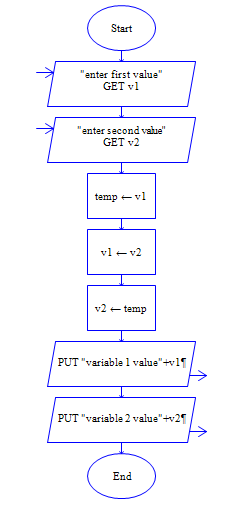 Start
"enter first value"
GET v1
"enter second value"
GET v2
temp ← v1
v1 ← v2
v2 ← temp
PUT "variable 1 value"+v1¶
PUT "variable 2 value"+v2¶
End